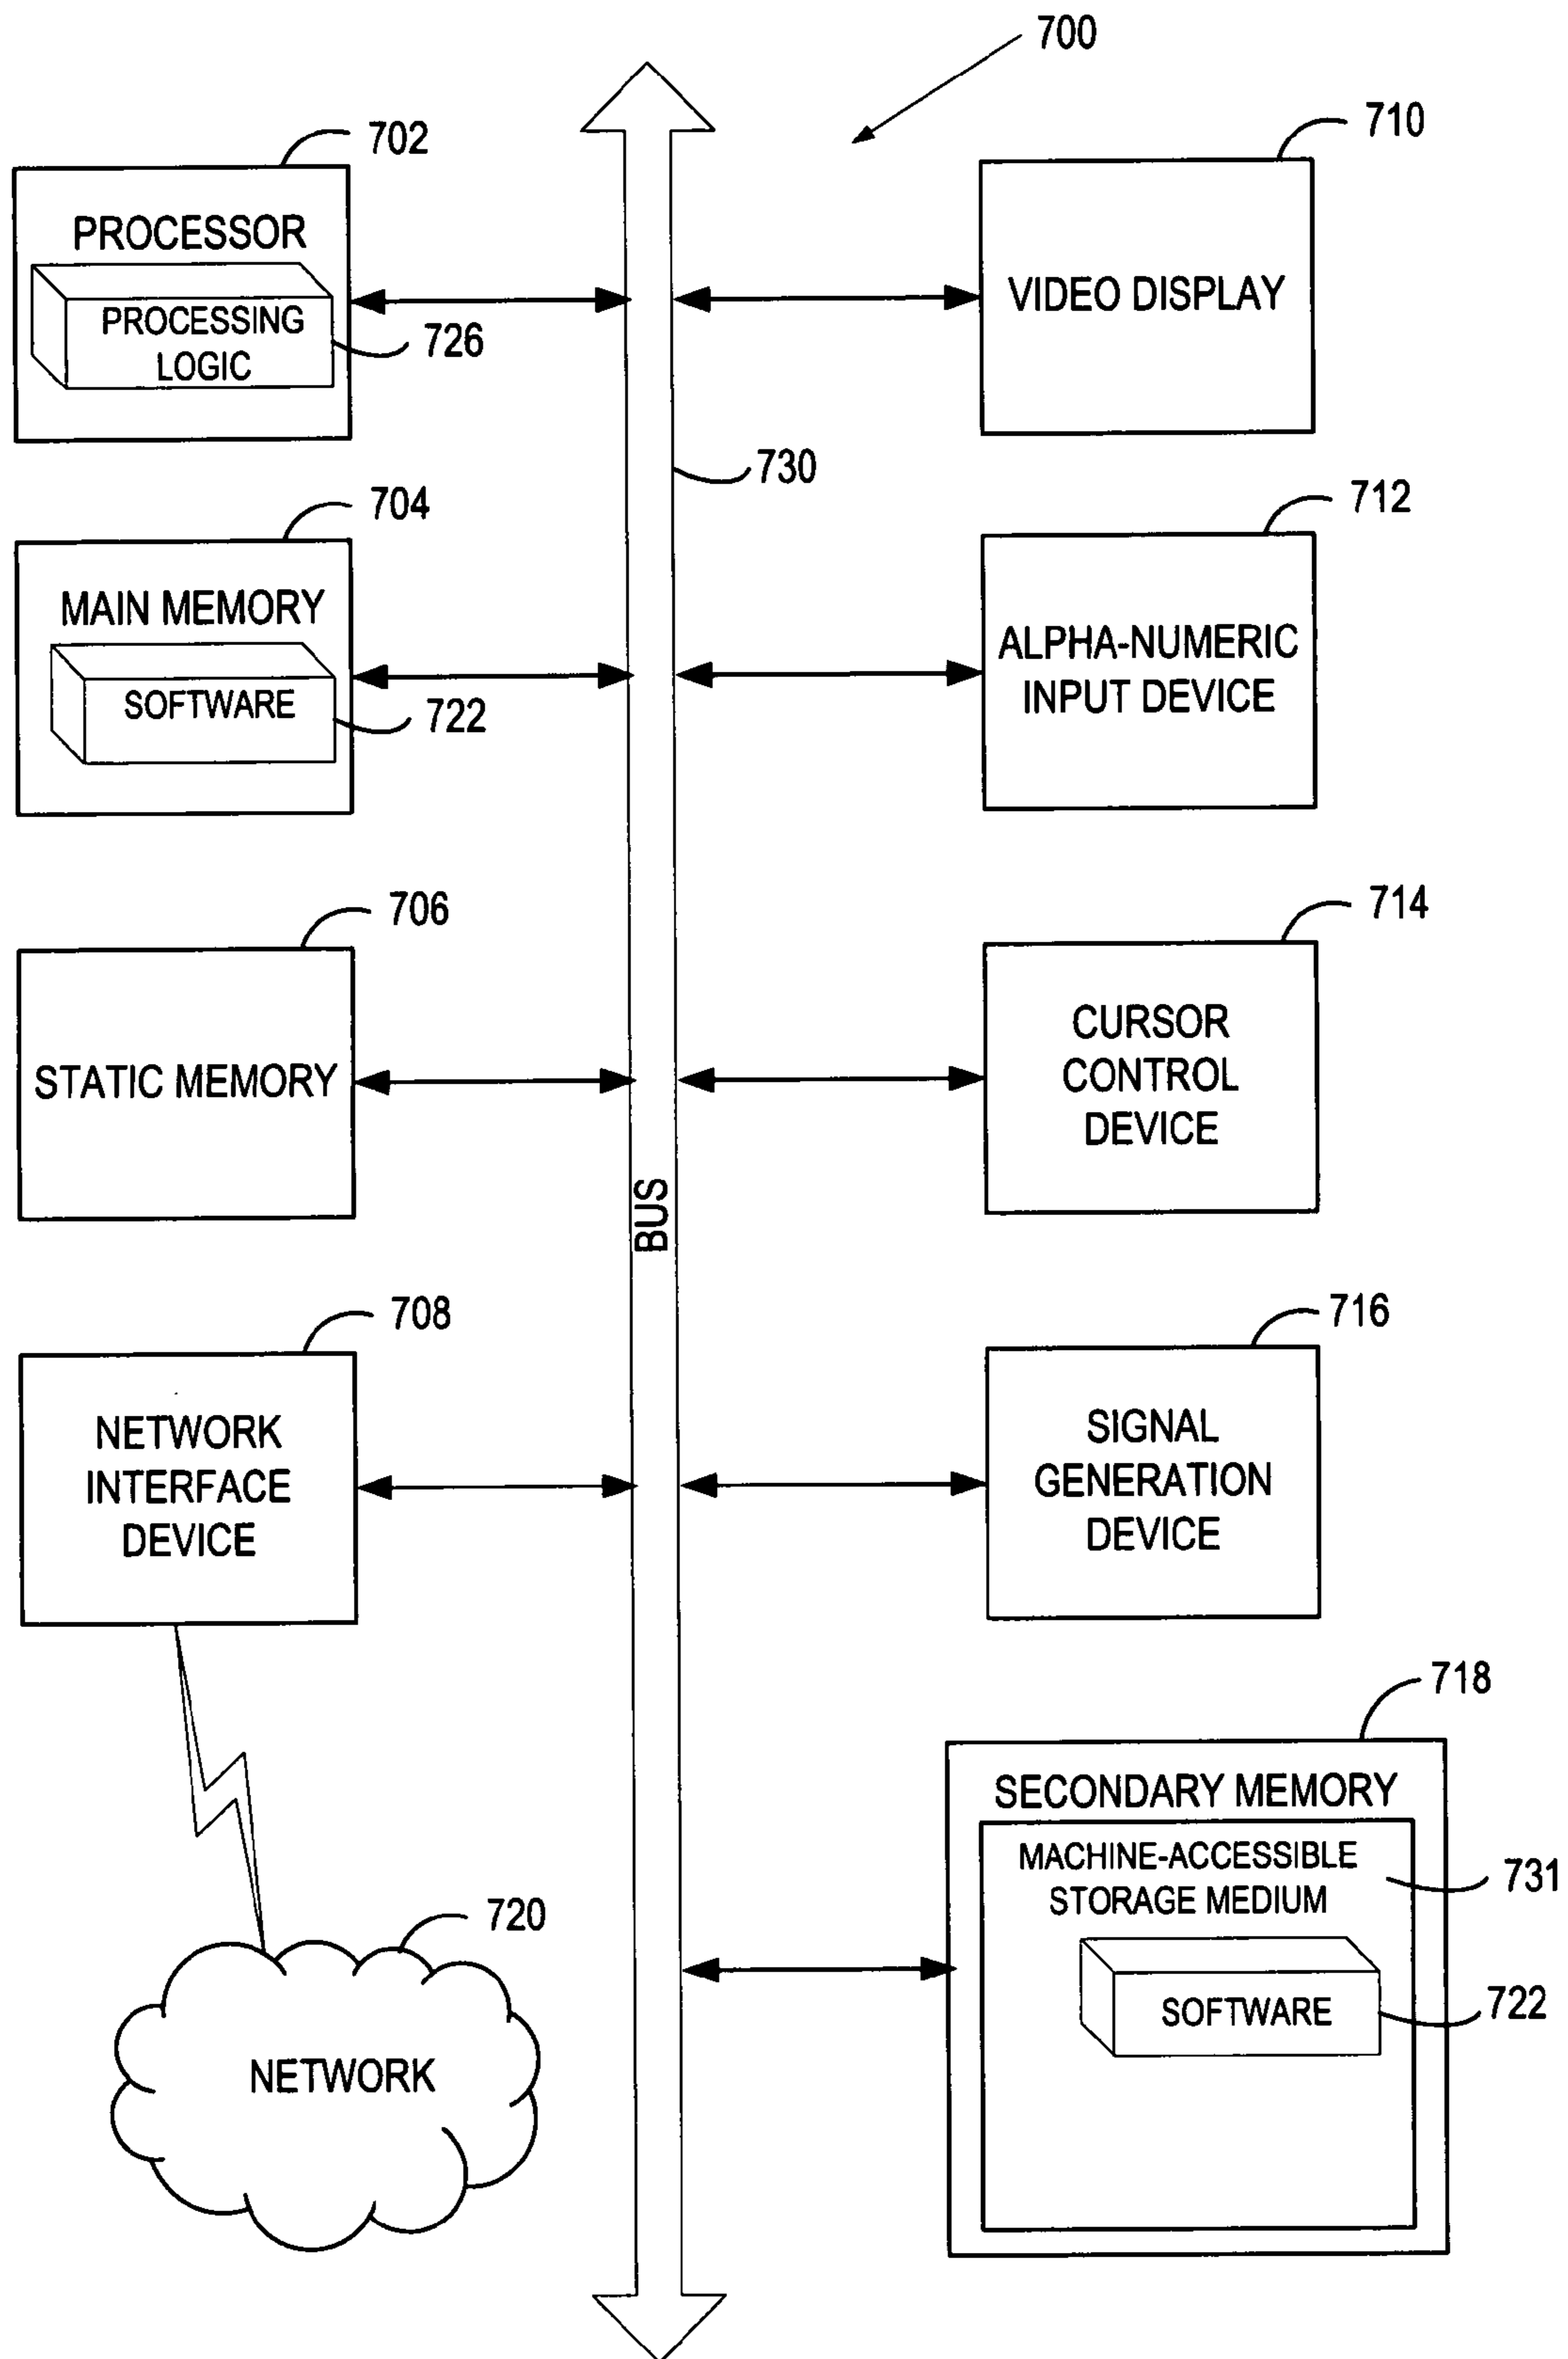 700
702
PROCESSOR
PROCESSING
LOGIC
726
710
VIDEO DISPLAY
730
704
MAIN MEMORY
SOFTWARE
722
712
ALPHA-NUMERIC
INPUT DEVICE
706
STATIC MEMORY
714
CURSOR
CONTROL
DEVICE
BUS
708
NETWORK
INTERFACE
DEVICE
716
SIGNAL
GENERATION
DEVICE
720
NETWORK
718
SECONDARY MEMORY
MACHINE-ACCESSIBLE
STORAGE MEDIUM
731
SOFTWARE
722